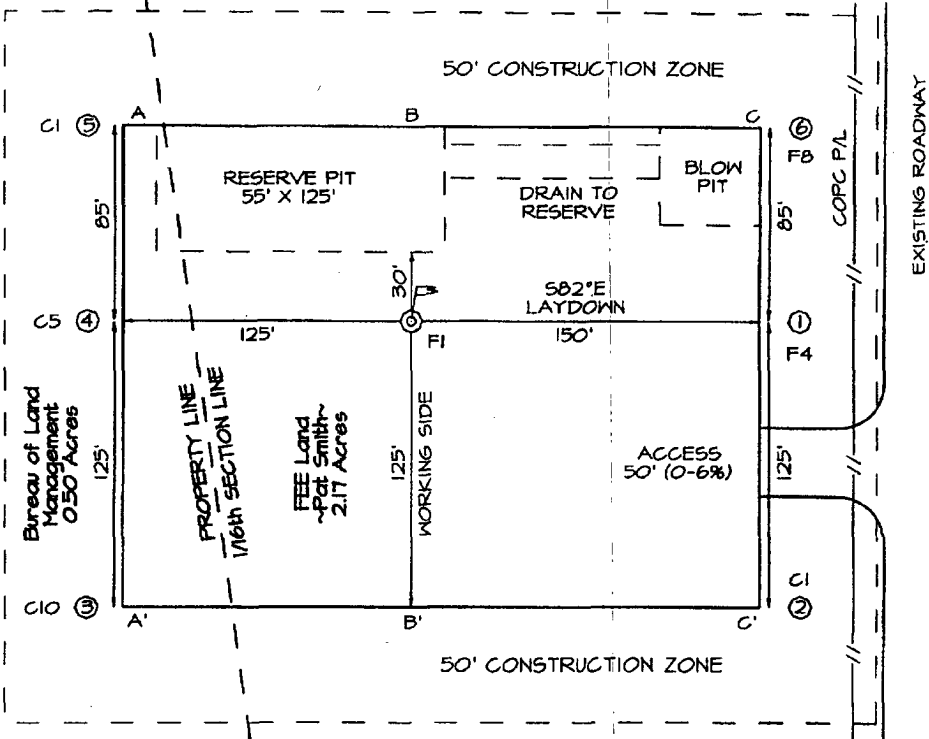 50' CONSTRUCTION ZONE
EXISTING ROADWAY
COPC P/L
A
B
C
C1 5
6
F8
RESERVE PIT
55' X 125'
DRAIN TO
RESERVE
BLOW
PIT
85'
85'
30'
S82°E
LAYDOWN
C5 4
125'
F1
150'
1
F4
Bureau of Land
Management
0.50 Acres
125'
PROPERTY LINE
1/16th SECTION LINE
FEE Land
~Pat Smith~
2.17 Acres
125'
WORKING SIDE
ACCESS
50' (0-6%)
125'
C10 3
C1
2
A'
B'
C'
50' CONSTRUCTION ZONE